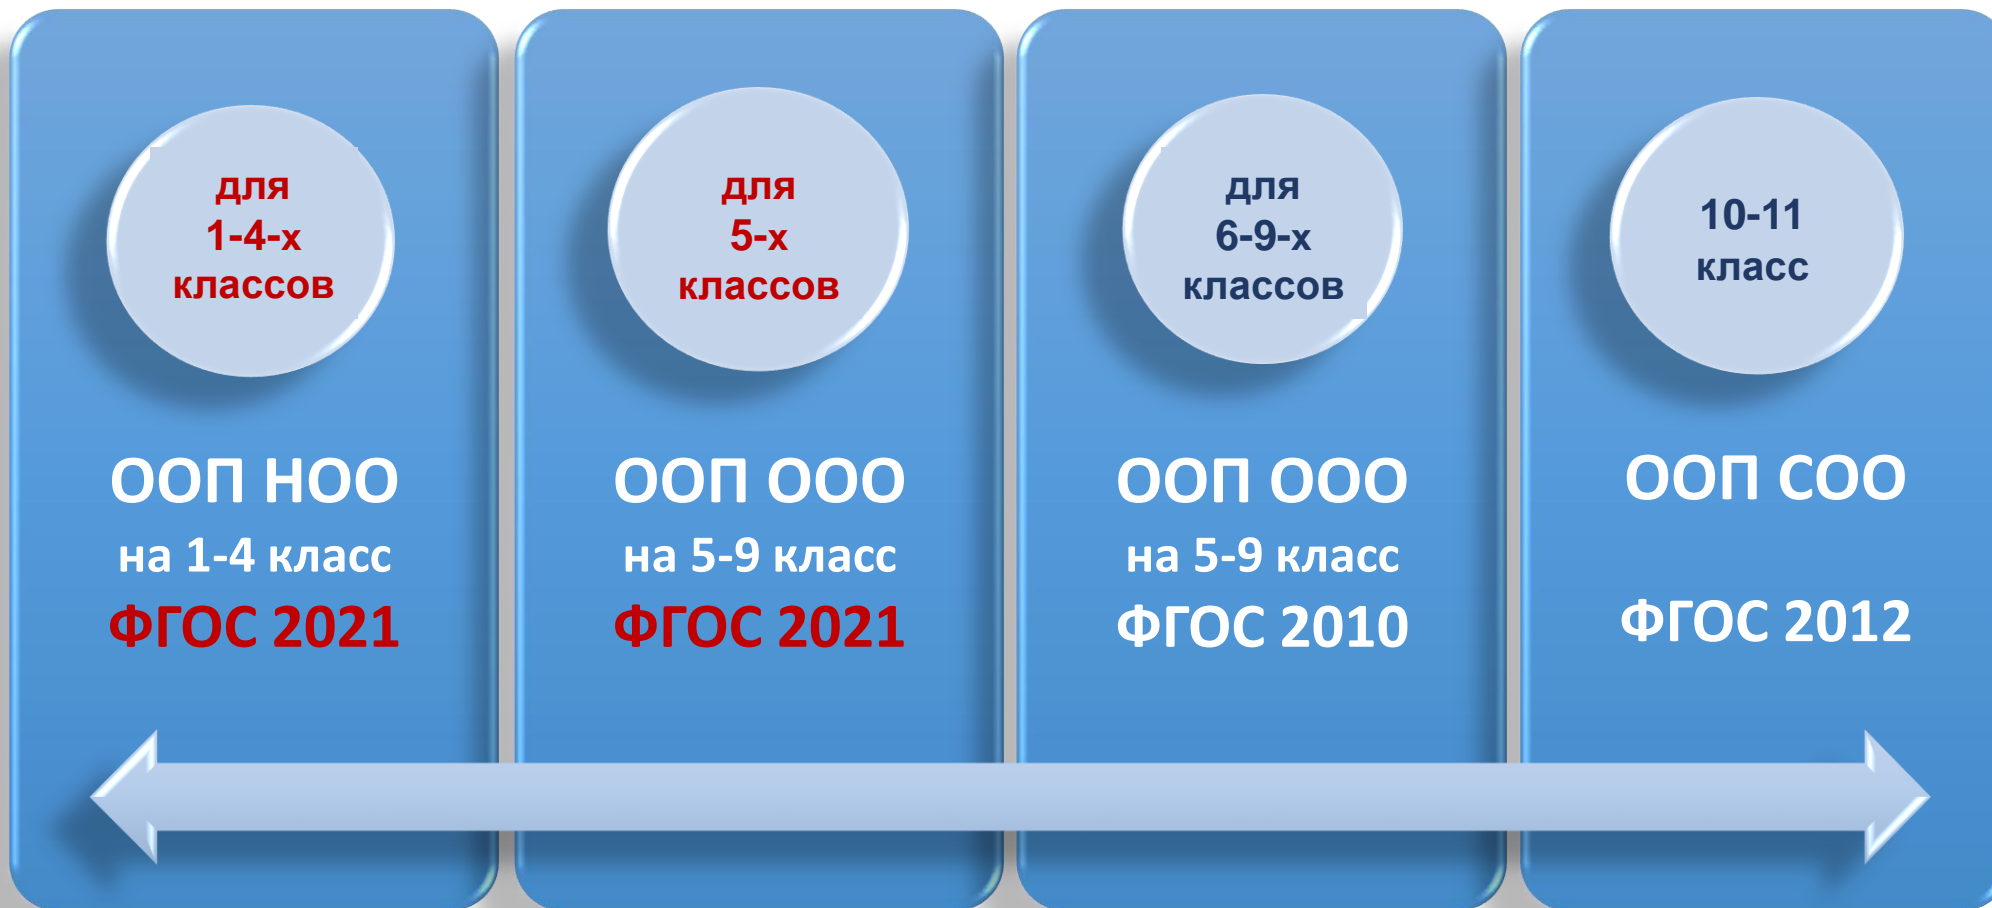 для
1-4-х
классов
ООП НОО
на 1-4 класс
ФГОС 2021
для
5-х
классов
ООП ООО
на 5-9 класс
ФГОС 2021
для
6-9-х
классов
ООП ООО
на 5-9 класс
ФГОС 2010
10-11
класс
ООП СОО
ФГОС 2012